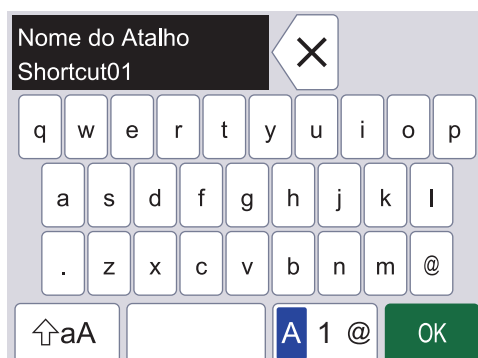 Nome do Atalho
Shortcut01
q w e r t y u i o p
a s d f g h j k l
. z x c v b n m @
aA A 1 @ OK